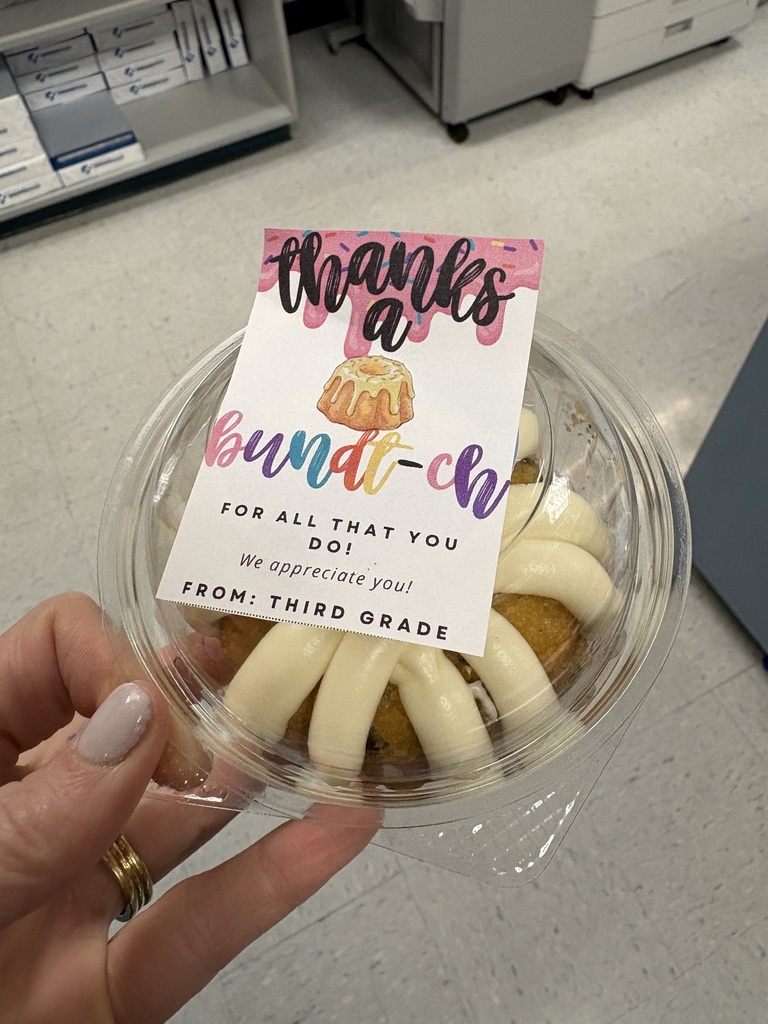 thanks
a
bundt-ch
FOR ALL THAT YOU
DO!
We appreciate you!
FROM: THIRD GRADE